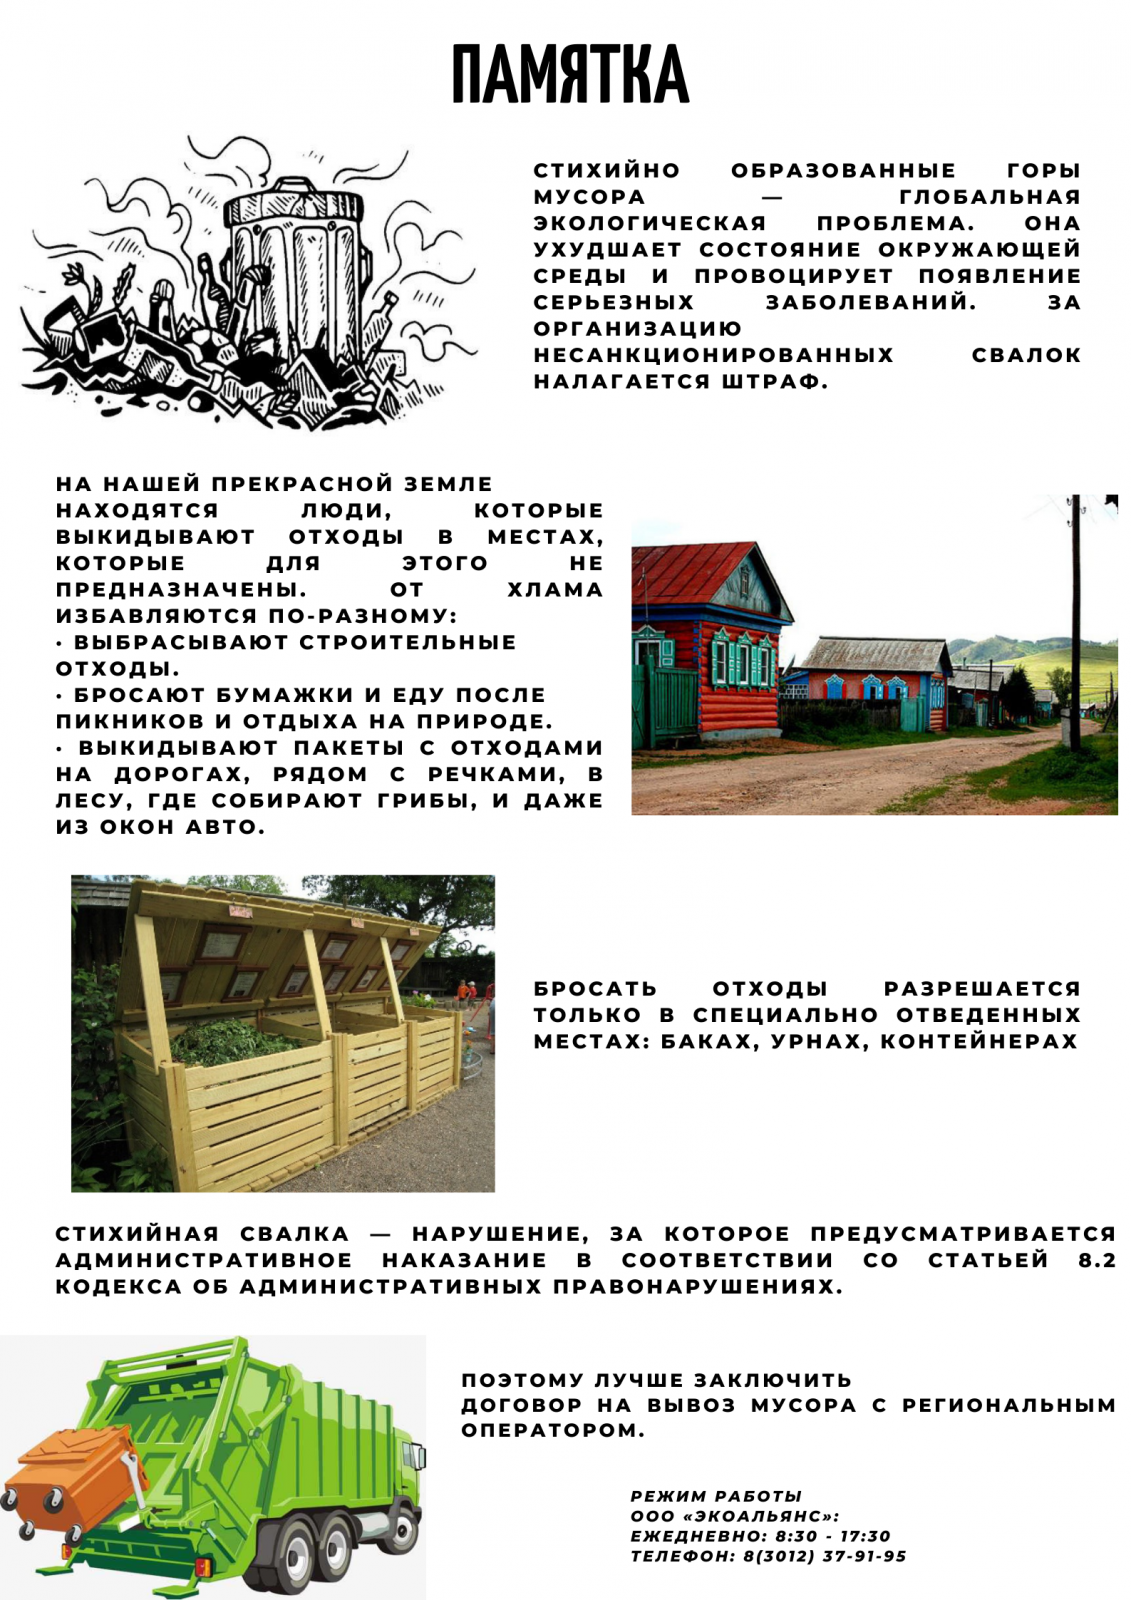 ПАМЯТКА
СТИХИЙНО ОБРАЗОВАННЫЕ ГОРЫ
МУСОРА — ГЛОБАЛЬНАЯ
ЭКОЛОГИЧЕСКАЯ ПРОБЛЕМА. ОНА
УХУДШАЕТ СОСТОЯНИЕ ОКРУЖАЮЩЕЙ
СРЕДЫ И ПРОВОЦИРУЕТ ПОЯВЛЕНИЕ
СЕРЬЕЗНЫХ ЗАБОЛЕВАНИЙ. ЗА
ОРГАНИЗАЦИЮ
НЕСАНКЦИОНИРОВАННЫХ СВАЛОК
НАЛАГАЕТСЯ ШТРАФ.
НА НАШЕЙ ПРЕКРАСНОЙ ЗЕМЛЕ
НАХОДЯТСЯ ЛЮДИ, КОТОРЫЕ
ВЫКИДЫВАЮТ ОТХОДЫ В МЕСТАХ,
КОТОРЫЕ ДЛЯ ЭТОГО НЕ
ПРЕДНАЗНАЧЕНЫ. ОТ ХЛАМА
ИЗБАВЛЯЮТСЯ ПО-РАЗНОМУ:
· ВЫБРАСЫВАЮТ СТРОИТЕЛЬНЫЕ
ОТХОДЫ.
· БРОСАЮТ БУМАЖКИ И ЕДУ ПОСЛЕ
ПИКНИКОВ И ОТДЫХА НА ПРИРОДЕ.
· ВЫКИДЫВАЮТ ПАКЕТЫ С ОТХОДАМИ
НА ДОРОГАХ, РЯДОМ С РЕЧКАМИ, В
ЛЕСУ, ГДЕ СОБИРАЮТ ГРИБЫ, И ДАЖЕ
ИЗ ОКОН АВТО.
БРОСАТЬ ОТХОДЫ РАЗРЕШАЕТСЯ
ТОЛЬКО В СПЕЦИАЛЬНО ОТВЕДЕННЫХ
МЕСТАХ: БАКАХ, УРНАХ, КОНТЕЙНЕРАХ
СТИХИЙНАЯ СВАЛКА — НАРУШЕНИЕ, ЗА КОТОРОЕ ПРЕДУСМАТРИВАЕТСЯ
АДМИНИСТРАТИВНОЕ НАКАЗАНИЕ В СООТВЕТСТВИИ СО СТАТЬЕЙ 8.2
КОДЕКСА ОБ АДМИНИСТРАТИВНЫХ ПРАВОНАРУШЕНИЯХ.
ПОЭТОМУ ЛУЧШЕ ЗАКЛЮЧИТЬ
ДОГОВОР НА ВЫВОЗ МУСОРА С РЕГИОНАЛЬНЫМ
ОПЕРАТОРОМ.
РЕЖИМ РАБОТЫ
ООО «ЭКОАЛЬЯНС»:
ЕЖЕДНЕВНО: 8:30 - 17:30
ТЕЛЕФОН: 8(3012) 37-91-95